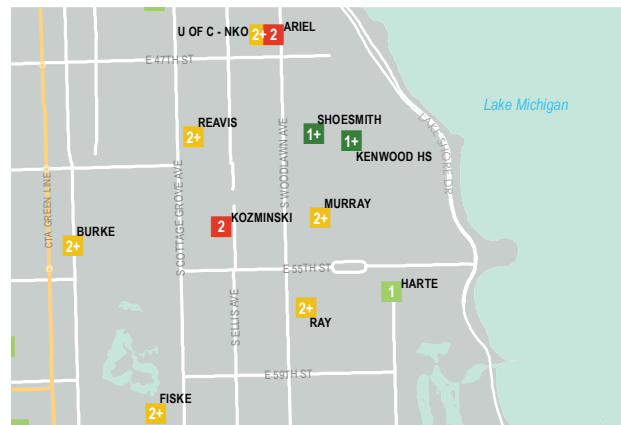 U OF C - NKO 2+ 2 ARIEL
E 47TH ST
Lake Michigan
REAVIS
2+
SHOESMITH
1+
1+
KENWOOD HS
LAKE SHORE DR
S WOODLAWN AVE
S COTTAGE GROVE AVE
CTA GREEN LINE
MURRAY
2+
KOZMINSKI
2
BURKE
2+
E 55TH ST
HARTE
1
2+
RAY
S ELLIS AVE
E 59TH ST
FISKE
2+